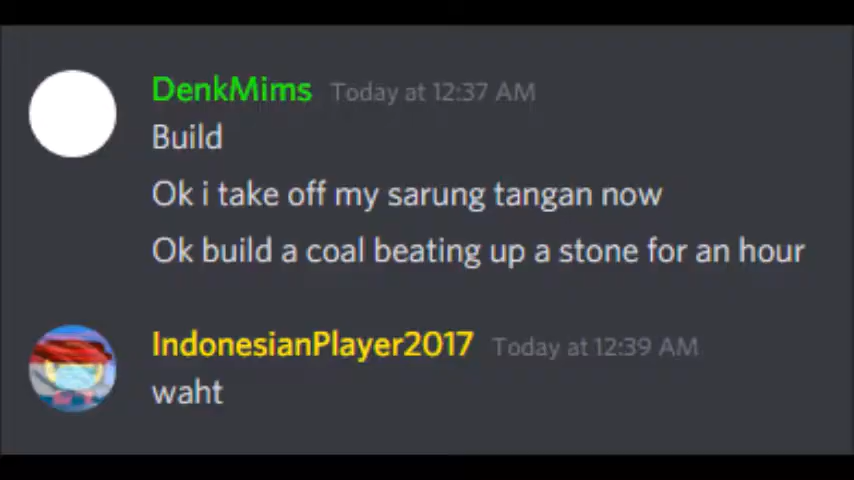 DenkMims Today at 12:37 AM
Build
Ok i take off my sarung tangan now
Ok build a coal beating up a stone for an hour
IndonesianPlayer2017 Today at 12:39 AM
waht